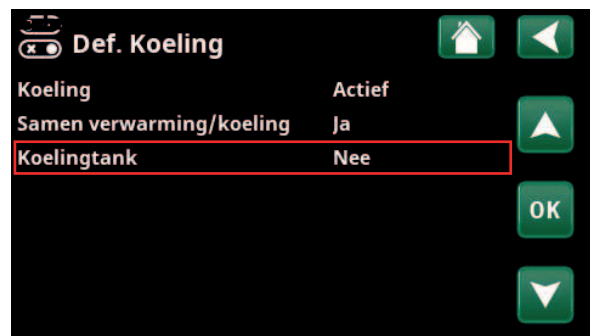 Def. Koeling
Koeling Actief
Samen verwarming/koeling Ja
Koelingtank Nee
OK